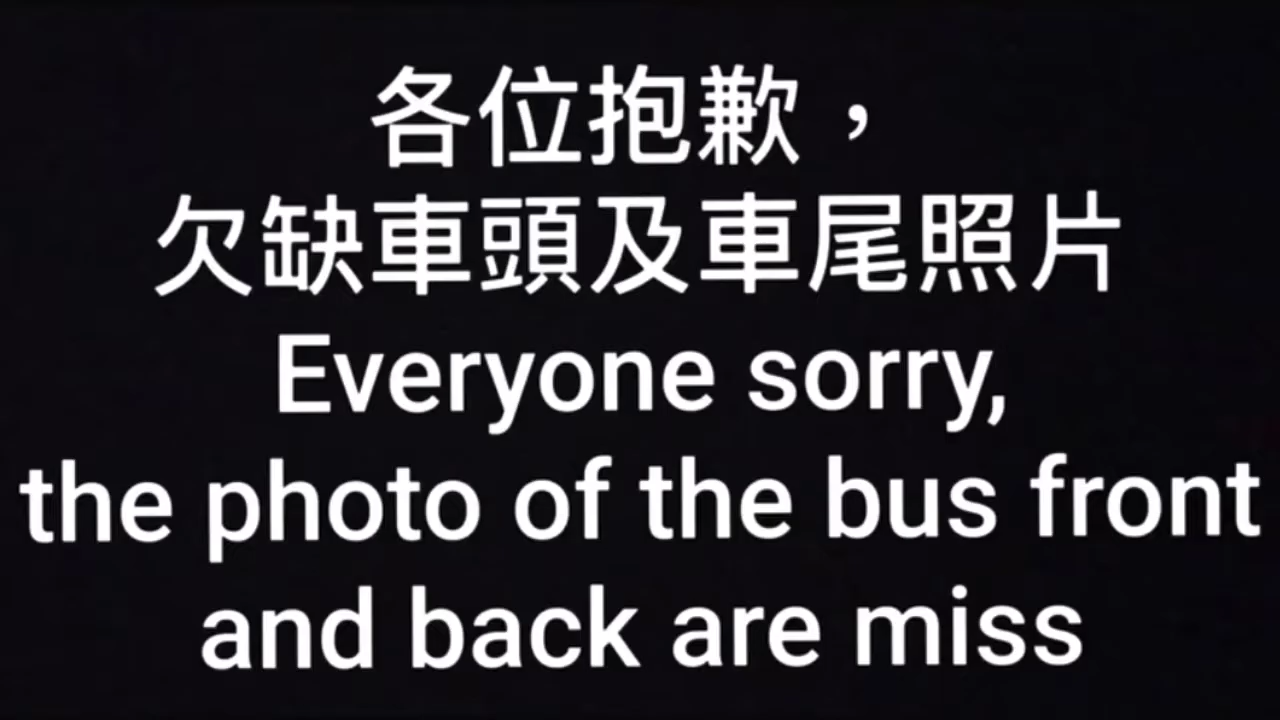 各位抱歉，
欠缺車頭及車尾照片
Everyone sorry,
the photo of the bus front
and back are miss